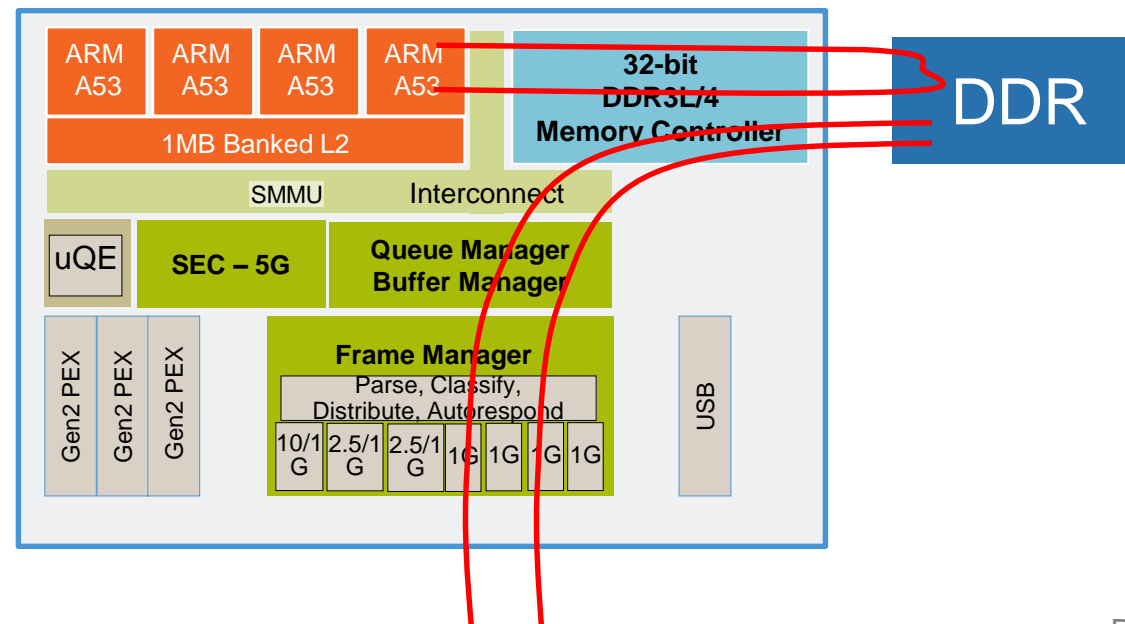 ARM
A53
ARM
A53
ARM
A53
ARM
A53
1MB Banked L2
32-bit
DDR3L/4
Memory Controller
DDR
SMMU
Interconnect
uQE
SEC – 5G
Queue Manager
Buffer Manager
Gen2 PEX
Gen2 PEX
Gen2 PEX
Frame Manager
Parse, Classify,
Distribute, Autorespond
10/1
G
2.5/1
G
2.5/1
G
1G
1G
1G
1G
USB